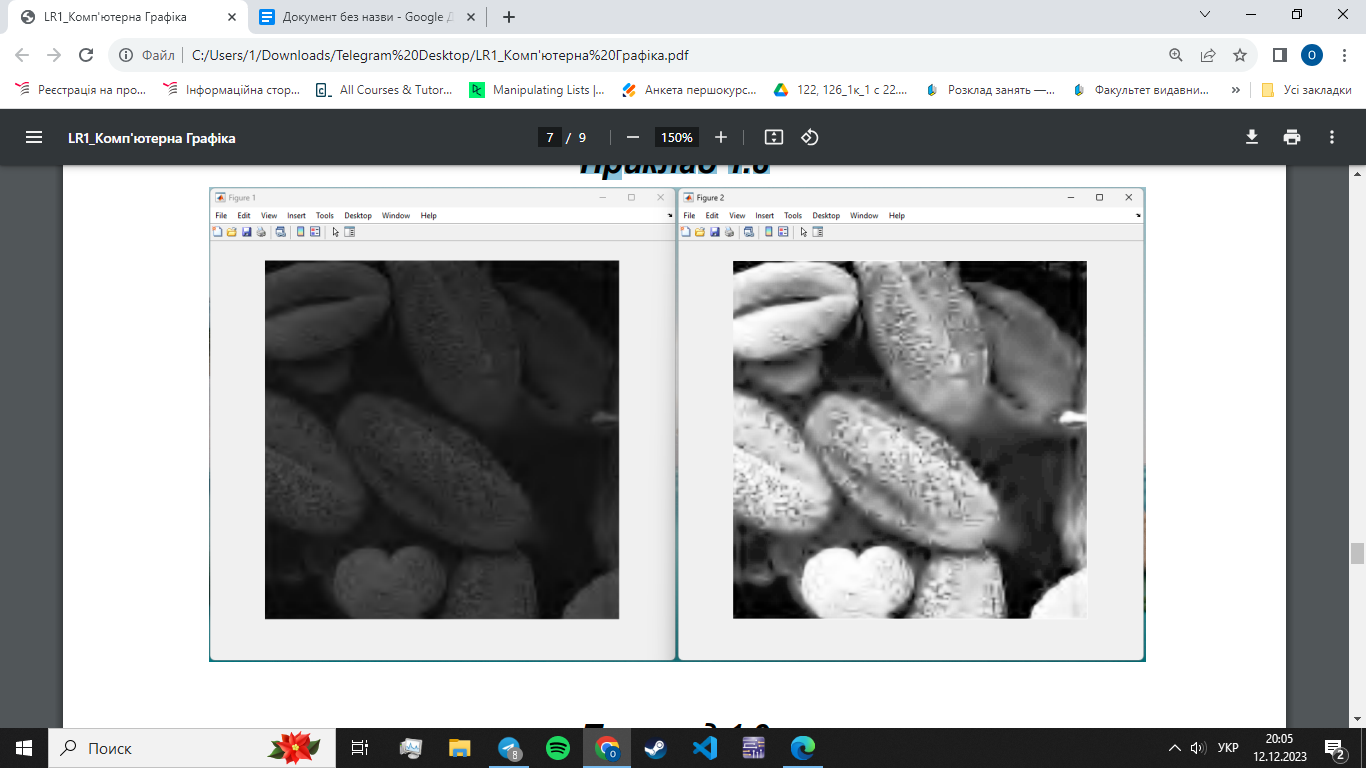 LR1_Комп'ютерна Графіка
Документ без назви - Google Д
Файл C:/Users/1/Downloads/Telegram%20Desktop/LR1_Комп'ютерна%20Графіка.pdf
Реєстрація на про... Інформаційна стор... All Courses & Tutor... Manipulating Lists |... Анкета першокурс... 122, 126_1к_1 с 22.... Розклад занять —... Факультет видавни... » Усі закладки
LR1_Комп'ютерна Графіка 7 / 9 150%
Приклад
Figure 1
File Edit View Insert Tools Desktop Window Help
Figure 2
File Edit View Insert Tools Desktop Window Help
Поиск
8
УКР
20:05
12.12.2023
2